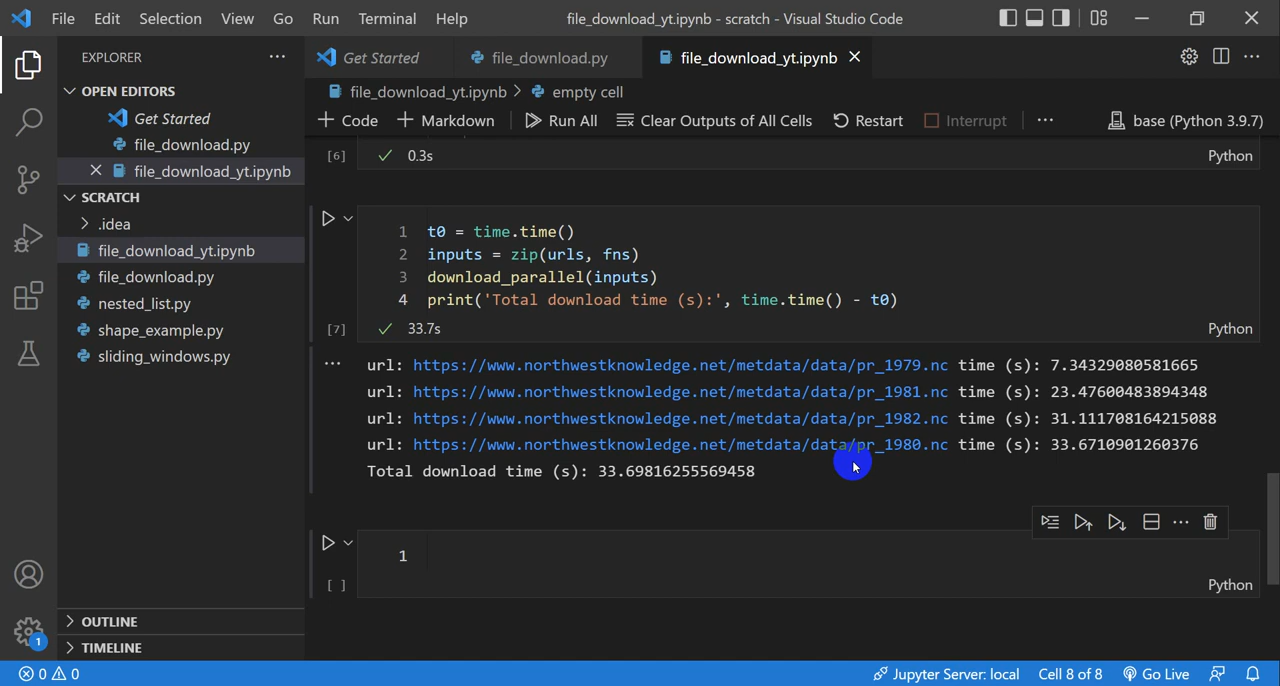 File Edit Selection View Go Run Terminal Help file_download_yt.ipynb - scratch - Visual Studio Code
EXPLORER
OPEN EDITORS
Get Started
file_download.py
file_download_yt.ipynb
SCRATCH
.idea
file_download_yt.ipynb
file_download.py
nested_list.py
shape_example.py
sliding_windows.py
OUTLINE
TIMELINE
1
Get Started file_download.py file_download_yt.ipynb
file_download_yt.ipynb > empty cell
Code Markdown Run All Clear Outputs of All Cells Restart Interrupt base (Python 3.9.7)
[6] 0.3s Python
1 t0 = time.time()
2 inputs = zip(urls, fns)
3 download_parallel(inputs)
4 print('Total download time (s):', time.time() - t0)
[7] 33.7s Python
url: https://www.northwestknowledge.net/metdata/data/pr_1979.nc time (s): 7.34329080581665
url: https://www.northwestknowledge.net/metdata/data/pr_1981.nc time (s): 23.47600483894348
url: https://www.northwestknowledge.net/metdata/data/pr_1982.nc time (s): 31.111708164215088
url: https://www.northwestknowledge.net/metdata/data/pr_1980.nc time (s): 33.6710901260376
Total download time (s): 33.69816255569458
1
[ ] Python
0 0 Jupyter Server: local Cell 8 of 8 Go Live